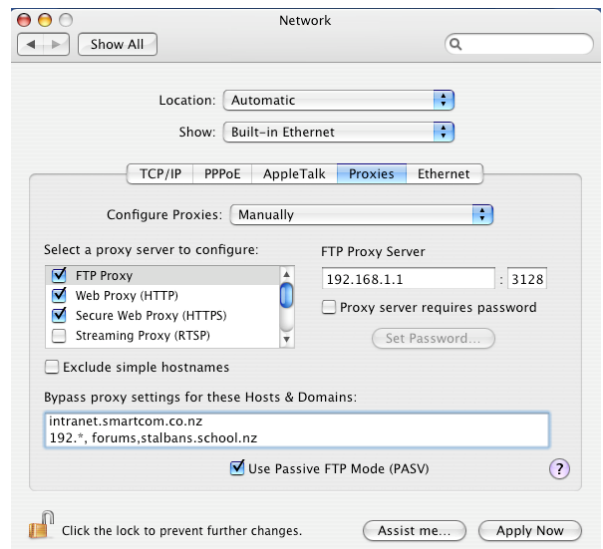 Network
Show All
Location: Automatic
Show: Built-in Ethernet
TCP/IP PPPoE AppleTalk Proxies Ethernet
Configure Proxies: Manually
Select a proxy server to configure:
FTP Proxy
Web Proxy (HTTP)
Secure Web Proxy (HTTPS)
Streaming Proxy (RTSP)
FTP Proxy Server
192.168.1.1 : 3128
Proxy server requires password
Set Password...
Exclude simple hostnames
Bypass proxy settings for these Hosts & Domains:
intranet.smartcom.co.nz
192.*, forums,stalbans.school.nz
Use Passive FTP Mode (PASV)
?
Click the lock to prevent further changes.
Assist me...
Apply Now